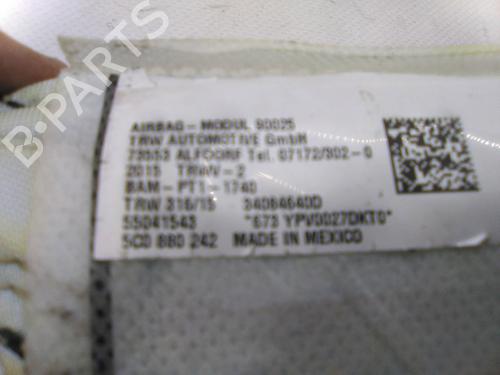 AIRBAG-MODUL 90025
TRW AUTOMOTIVE GmbH
73553 ALFDORF Tel. 07172/302-0
2015 TRWV-2
BAM-PT1-1740
TRW 316/15 34084640D
55041543 "673 YPV0027DKT0"
5C0 880 242 MADE IN MEXICO
B-PARTS